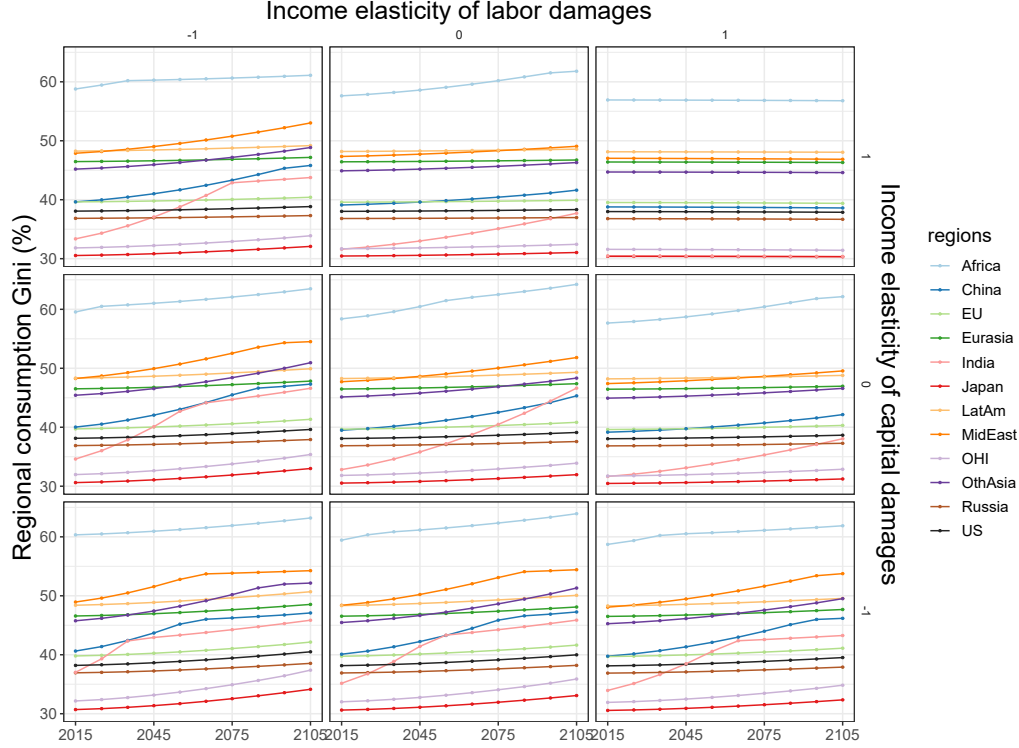 Income elasticity of labor damages
-1 0 1
Regional consumption Gini (%)
60
50
40
30
1
60
50
40
30
0
60
50
40
30
-1
Income elasticity of capital damages
2015 2045 2075 2105 2015 2045 2075 2105 2015 2045 2075 2105
regions
Africa
China
EU
Eurasia
India
Japan
LatAm
MidEast
OHI
OthAsia
Russia
US